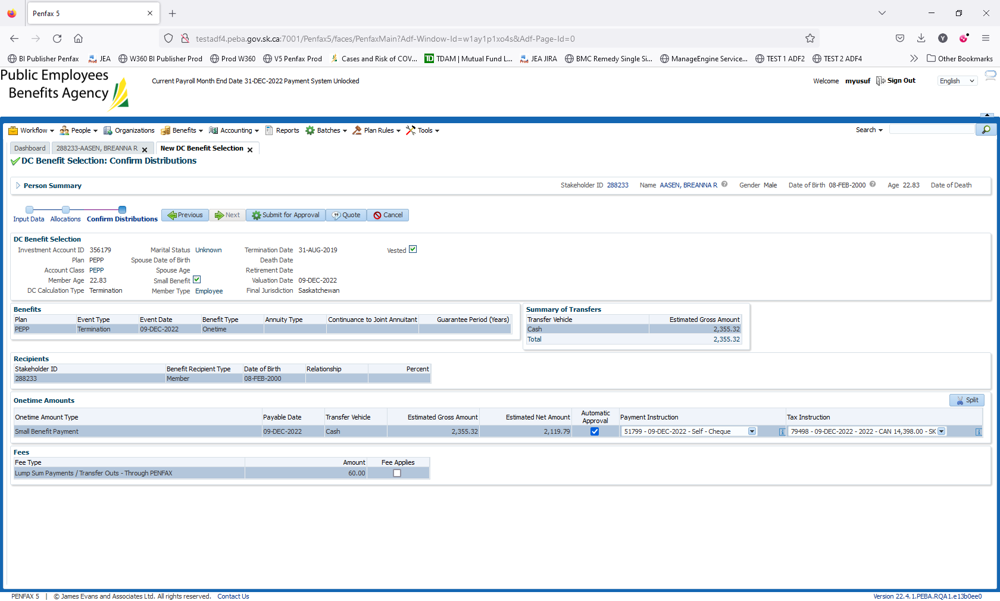 Penfax 5
testadf4.peba.gov.sk.ca:7001/Penfax5/faces/PenfaxMain?Adf-Window-Id=w1ay1p1xo4s&Adf-Page-Id=0
BI Publisher Penfax JEA W360 BI Publisher Prod Prod W360 V5 Penfax Prod Cases and Risk of COV... TDAM | Mutual Fund L... JEA JIRA BMC Remedy Single Si... ManageEngine Service... TEST 1 ADF2 TEST 2 ADF4 Other Bookmarks
Public Employees
Benefits Agency
Current Payroll Month End Date 31-DEC-2022 Payment System Unlocked
Welcome myusuf Sign Out English
Workflow People Organizations Benefits Accounting Reports Batches Plan Rules Tools Search
Dashboard 288233-AASEN, BREANNA R New DC Benefit Selection
DC Benefit Selection: Confirm Distributions
Person Summary Stakeholder ID 288233 Name AASEN, BREANNA R Gender Male Date of Birth 08-FEB-2000 Age 22.83 Date of Death
Input Data Allocations Confirm Distributions Previous Next Submit for Approval Quote Cancel
DC Benefit Selection
Investment Account ID 356179 Marital Status Unknown Termination Date 31-AUG-2019 Vested
Plan PEPP Spouse Date of Birth Death Date
Account Class PEPP Spouse Age Retirement Date
Member Age 22.83 Small Benefit Valuation Date 09-DEC-2022
DC Calculation Type Termination Member Type Employee Final Jurisdiction Saskatchewan
Benefits
Plan Event Type Event Date Benefit Type Annuity Type Continuance to Joint Annuitant Guarantee Period (Years)
PEPP Termination 09-DEC-2022 Onetime
Summary of Transfers
Transfer Vehicle Estimated Gross Amount
Cash 2,355.32
Total 2,355.32
Recipients
Stakeholder ID Benefit Recipient Type Date of Birth Relationship Percent
288233 Member 08-FEB-2000
Onetime Amounts Split
Onetime Amount Type Payable Date Transfer Vehicle Estimated Gross Amount Estimated Net Amount Automatic Approval Payment Instruction Tax Instruction
Small Benefit Payment 09-DEC-2022 Cash 2,355.32 2,119.79 51799 - 09-DEC-2022 - Self - Cheque 79498 - 09-DEC-2022 - 2022 - CAN 14,398.00 - SK
Fees
Fee Type Amount Fee Applies
Lump Sum Payments / Transfer Outs - Through PENFAX 60.00
PENFAX 5 | © James Evans and Associates Ltd. All rights reserved. Contact Us Version 22.4.1.PEBA.RQA1.e13b0ee0